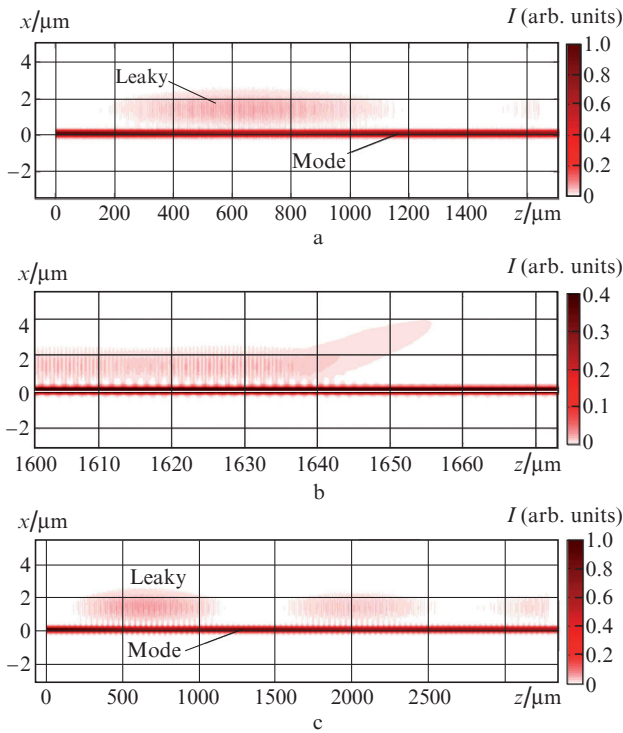 x/μm
I (arb. units)
4
2
0
−2
Leaky
Mode
1.0
0.8
0.6
0.4
0.2
0
0 200 400 600 800 1000 1200 1400 z/μm
a
x/μm
I (arb. units)
4
2
0
−2
0.4
0.3
0.2
0.1
0
1600 1610 1620 1630 1640 1650 1660 z/μm
b
x/μm
I (arb. units)
4
2
0
−2
Leaky
Mode
1.0
0.8
0.6
0.4
0.2
0
0 500 1000 1500 2000 2500 z/μm
c